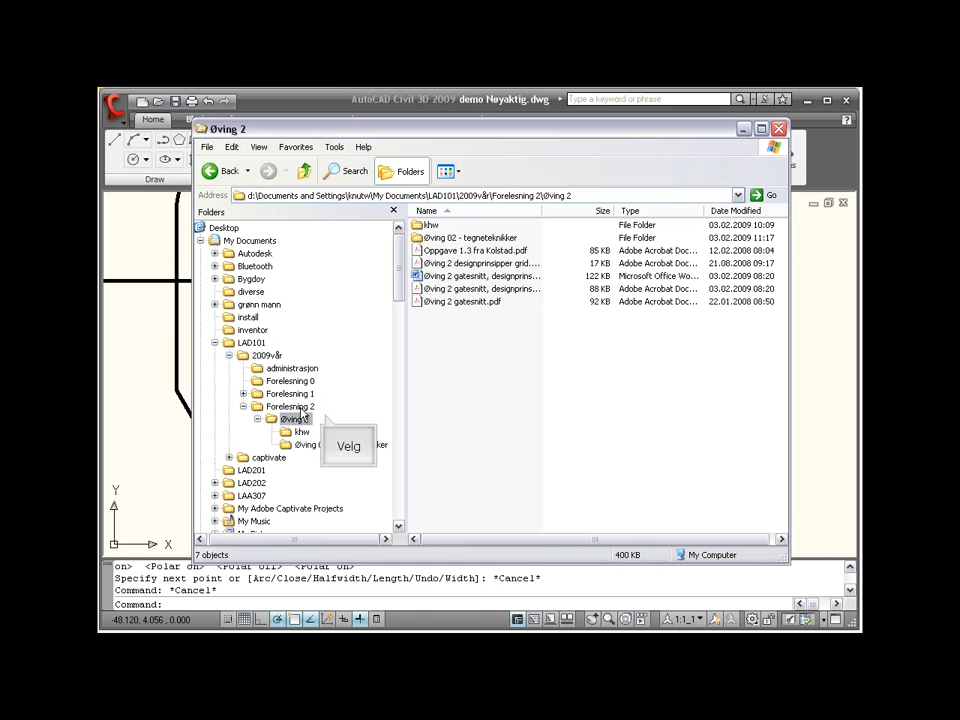 AutoCAD Civil 3D 2009 demo Nøyaktig.dwg
Type a keyword or phrase
Home
Draw
Øving 2
File Edit View Favorites Tools Help
Back Search Folders
Address d:\Documents and Settings\knutw\My Documents\LAD101\2009vår\Forelesning 2\Øving 2 Go
Folders
Name Size Type Date Modified
Desktop
My Documents
Autodesk
Bluetooth
Bygdoy
diverse
grønn mann
install
inventor
LAD101
2009vår
administrasjon
Forelesning 0
Forelesning 1
Forelesning 2
khw
captivate
LAD201
LAD202
LAA307
My Adobe Captivate Projects
My Music
Velg
khw File Folder 03.02.2009 10:09
Øving 02 - tegneteknikker File Folder 03.02.2009 11:17
Oppgave 1.3 fra Kolstad.pdf 85 KB Adobe Acrobat Doc... 12.02.2008 08:04
Øving 2 designprinsipper grid.... 17 KB Adobe Acrobat Doc... 21.08.2009 08:17
Øving 2 gatesnitt, designprins... 122 KB Microsoft Office Wo... 03.02.2009 08:20
Øving 2 gatesnitt, designprins... 88 KB Adobe Acrobat Doc... 03.02.2009 08:20
Øving 2 gatesnitt.pdf 92 KB Adobe Acrobat Doc... 22.01.2008 08:50
7 objects 400 KB My Computer
Y
X
on> <Polar off> <Polar on>
Specify next point or [Arc/Close/Halfwidth/Length/Undo/Width]: *Cancel*
Command: *Cancel*
Command:
-48.120, 4.056 , 0.000 1:1_1